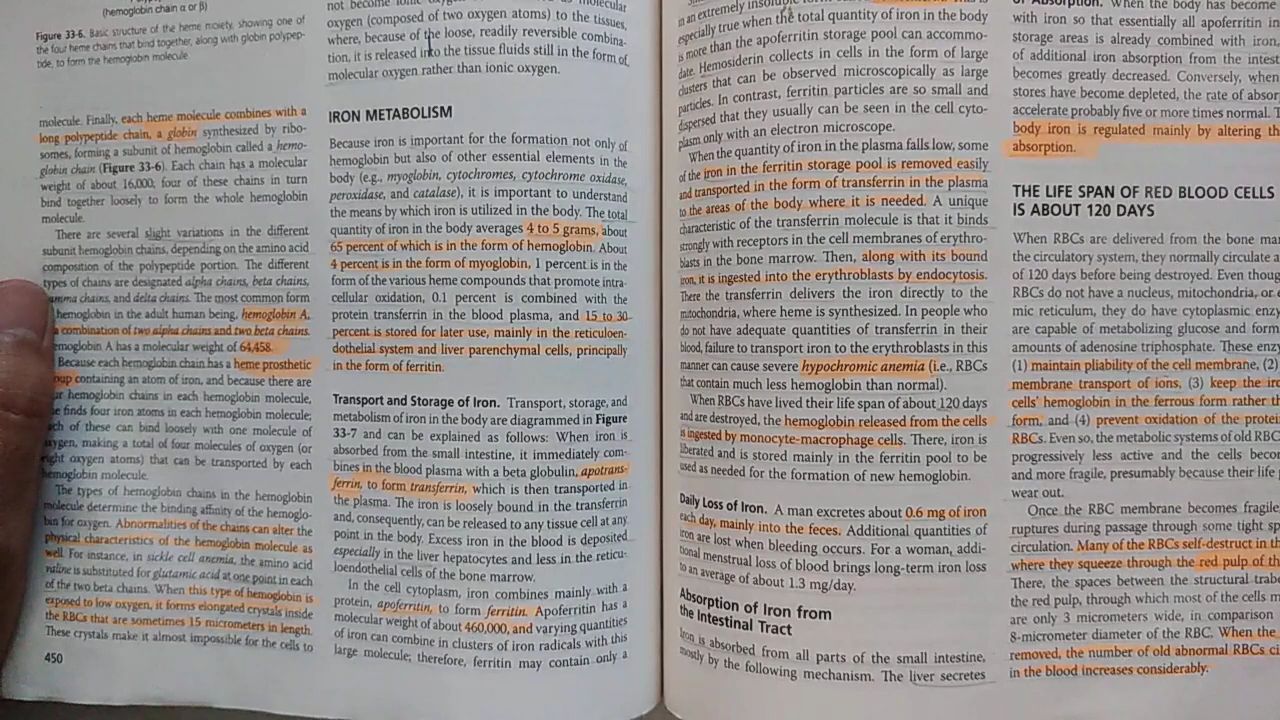 (hemoglobin chain α or β)
Figure 33-6. Basic structure of the heme moiety, showing one of
the four heme chains that bind together, along with globin polypep-
tide, to form the hemoglobin molecule.
molecule. Finally, each heme molecule combines with a
long polypeptide chain, a globin synthesized by ribo-
somes, forming a subunit of hemoglobin called a hemo-
globin chain (Figure 33-6). Each chain has a molecular
weight of about 16,000; four of these chains in turn
bind together loosely to form the whole hemoglobin
molecule.
There are several slight variations in the different
subunit hemoglobin chains, depending on the amino acid
composition of the polypeptide portion. The different
types of chains are designated alpha chains, beta chains,
amma chains, and delta chains. The most common form
hemoglobin in the adult human being, hemoglobin A,
a combination of two alpha chains and two beta chains.
emoglobin A has a molecular weight of 64,458.
Because each hemoglobin chain has a heme prosthetic
oup containing an atom of iron, and because there are
ur hemoglobin chains in each hemoglobin molecule,
e finds four iron atoms in each hemoglobin molecule;
ach of these can bind loosely with one molecule of
xygen, making a total of four molecules of oxygen (or
eight oxygen atoms) that can be transported by each
hemoglobin molecule.
The types of hemoglobin chains in the hemoglobin
molecule determine the binding affinity of the hemoglo-
bin for oxygen. Abnormalities of the chains can alter the
physical characteristics of the hemoglobin molecule as
well. For instance, in sickle cell anemia, the amino acid
valine is substituted for glutamic acid at one point in each
of the two beta chains. When this type of hemoglobin is
exposed to low oxygen, it forms elongated crystals inside
the RBCs that are sometimes 15 micrometers in length.
These crystals make it almost impossible for the cells to
450
oxygen (composed of two oxygen atoms) to the tissues,
where, because of the loose, readily reversible combina-
tion, it is released into the tissue fluids still in the form of
molecular oxygen rather than ionic oxygen.
IRON METABOLISM
Because iron is important for the formation not only of
hemoglobin but also of other essential elements in the
body (e.g., myoglobin, cytochromes, cytochrome oxidase,
peroxidase, and catalase), it is important to understand
the means by which iron is utilized in the body. The total
quantity of iron in the body averages 4 to 5 grams, about
65 percent of which is in the form of hemoglobin. About
4 percent is in the form of myoglobin, 1 percent is in the
form of the various heme compounds that promote intra-
cellular oxidation, 0.1 percent is combined with the
protein transferrin in the blood plasma, and 15 to 30
percent is stored for later use, mainly in the reticuloen-
dothelial system and liver parenchymal cells, principally
in the form of ferritin.
Transport and Storage of Iron. Transport, storage, and
metabolism of iron in the body are diagrammed in Figure
33-7 and can be explained as follows: When iron is
absorbed from the small intestine, it immediately com-
bines in the blood plasma with a beta globulin, apotrans-
ferrin, to form transferrin, which is then transported in
the plasma. The iron is loosely bound in the transferrin
and, consequently, can be released to any tissue cell at any
point in the body. Excess iron in the blood is deposited
especially in the liver hepatocytes and less in the reticu-
loendothelial cells of the bone marrow.
In the cell cytoplasm, iron combines mainly with a
protein, apoferritin, to form ferritin. Apoferritin has a
molecular weight of about 460,000, and varying quantities
of iron can combine in clusters of iron radicals with this
large molecule; therefore, ferritin may contain only a
in an extremely insoluble
especially true when the total quantity of iron in the body
is more than the apoferritin storage pool can accommo-
date. Hemosiderin collects in cells in the form of large
clusters that can be observed microscopically as large
particles. In contrast, ferritin particles are so small and
dispersed that they usually can be seen in the cell cyto-
plasm only with an electron microscope.
When the quantity of iron in the plasma falls low, some
of the iron in the ferritin storage pool is removed easily
and transported in the form of transferrin in the plasma
to the areas of the body where it is needed. A unique
characteristic of the transferrin molecule is that it binds
strongly with receptors in the cell membranes of erythro-
blasts in the bone marrow. Then, along with its bound
iron, it is ingested into the erythroblasts by endocytosis.
There the transferrin delivers the iron directly to the
mitochondria, where heme is synthesized. In people who
do not have adequate quantities of transferrin in their
blood, failure to transport iron to the erythroblasts in this
manner can cause severe hypochromic anemia (i.e., RBCs
that contain much less hemoglobin than normal).
When RBCs have lived their life span of about 120 days
and are destroyed, the hemoglobin released from the cells
is ingested by monocyte-macrophage cells. There, iron is
liberated and is stored mainly in the ferritin pool to be
used as needed for the formation of new hemoglobin.
Daily Loss of Iron. A man excretes about 0.6 mg of iron
each day, mainly into the feces. Additional quantities of
iron are lost when bleeding occurs. For a woman, addi-
tional menstrual loss of blood brings long-term iron loss
to an average of about 1.3 mg/day.
Absorption of Iron from
the Intestinal Tract
Iron is absorbed from all parts of the small intestine,
mostly by the following mechanism. The liver secretes
of Absorption. When the body has become
with iron so that essentially all apoferritin in
storage areas is already combined with iron,
of additional iron absorption from the intest
becomes greatly decreased. Conversely, when
stores have become depleted, the rate of absor
accelerate probably five or more times normal. T
body iron is regulated mainly by altering th
absorption.
THE LIFE SPAN OF RED BLOOD CELLS
IS ABOUT 120 DAYS
When RBCs are delivered from the bone mar
the circulatory system, they normally circulate a
of 120 days before being destroyed. Even thoug
RBCs do not have a nucleus, mitochondria, or
mic reticulum, they do have cytoplasmic enzy
are capable of metabolizing glucose and form
amounts of adenosine triphosphate. These enzy
(1) maintain pliability of the cell membrane, (2)
membrane transport of ions, (3) keep the iro
cells' hemoglobin in the ferrous form rather th
form, and (4) prevent oxidation of the protei
RBCs. Even so, the metabolic systems of old RBC
progressively less active and the cells becom
and more fragile, presumably because their life p
wear out.
Once the RBC membrane becomes fragile,
ruptures during passage through some tight sp
circulation. Many of the RBCs self-destruct in th
where they squeeze through the red pulp of th
There, the spaces between the structural trabe
the red pulp, through which most of the cells m
are only 3 micrometers wide, in comparison
8-micrometer diameter of the RBC. When the
removed, the number of old abnormal RBCs ci
in the blood increases considerably.